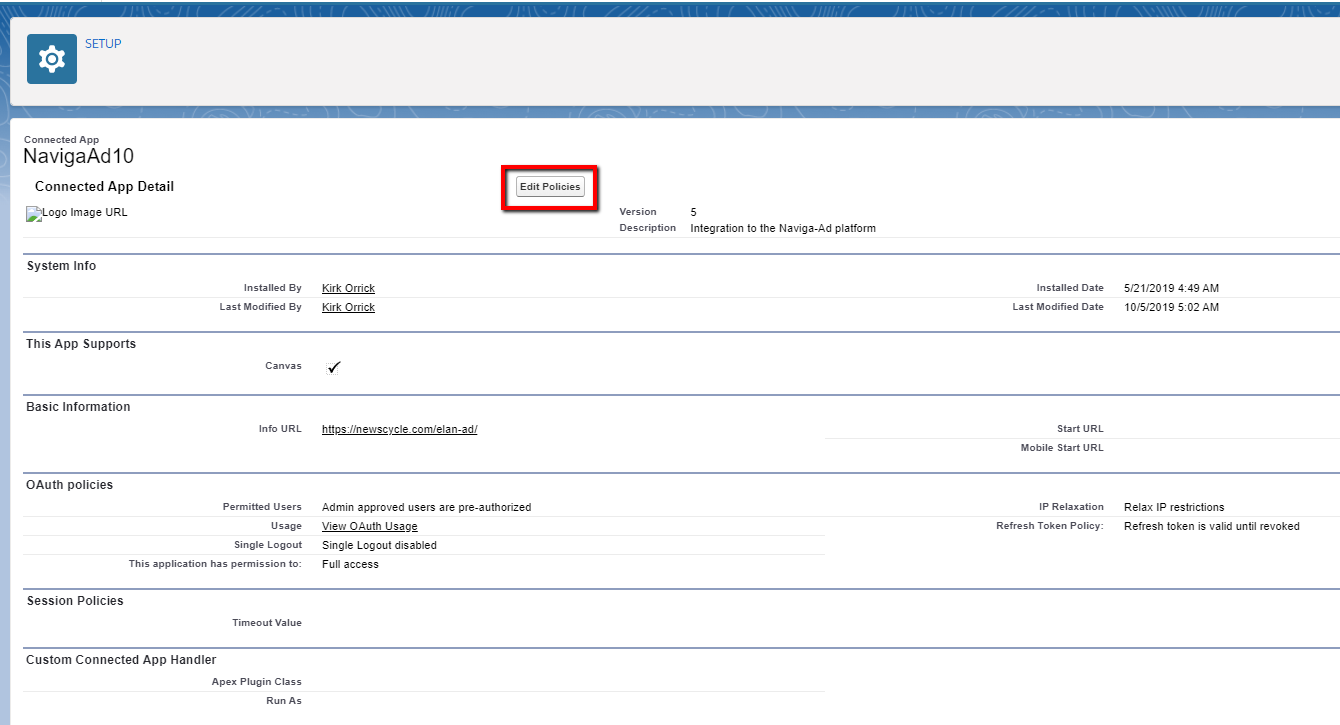 SETUP
Connected App
NavigaAd10
Connected App Detail
Edit Policies
Logo Image URL
Version 5
Description Integration to the Naviga-Ad platform
System Info
Installed By Kirk Orrick Installed Date 5/21/2019 4:49 AM
Last Modified By Kirk Orrick Last Modified Date 10/5/2019 5:02 AM
This App Supports
Canvas
Basic Information
Info URL https://newscycle.com/elan-ad/ Start URL
Mobile Start URL
OAuth policies
Permitted Users Admin approved users are pre-authorized IP Relaxation Relax IP restrictions
Usage View OAuth Usage Refresh Token Policy: Refresh token is valid until revoked
Single Logout Single Logout disabled
This application has permission to: Full access
Session Policies
Timeout Value
Custom Connected App Handler
Apex Plugin Class
Run As